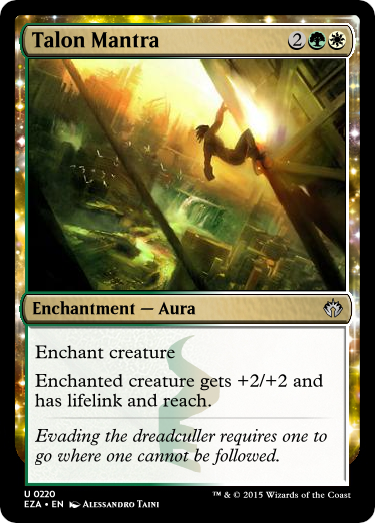 Talon Mantra 2
Enchantment — Aura
Enchant creature
Enchanted creature gets +2/+2 and
has lifelink and reach.
Evading the dreadculler requires one to
go where one cannot be followed.
U 0220
EZA • EN Alessandro Taini
™ & © 2015 Wizards of the Coast